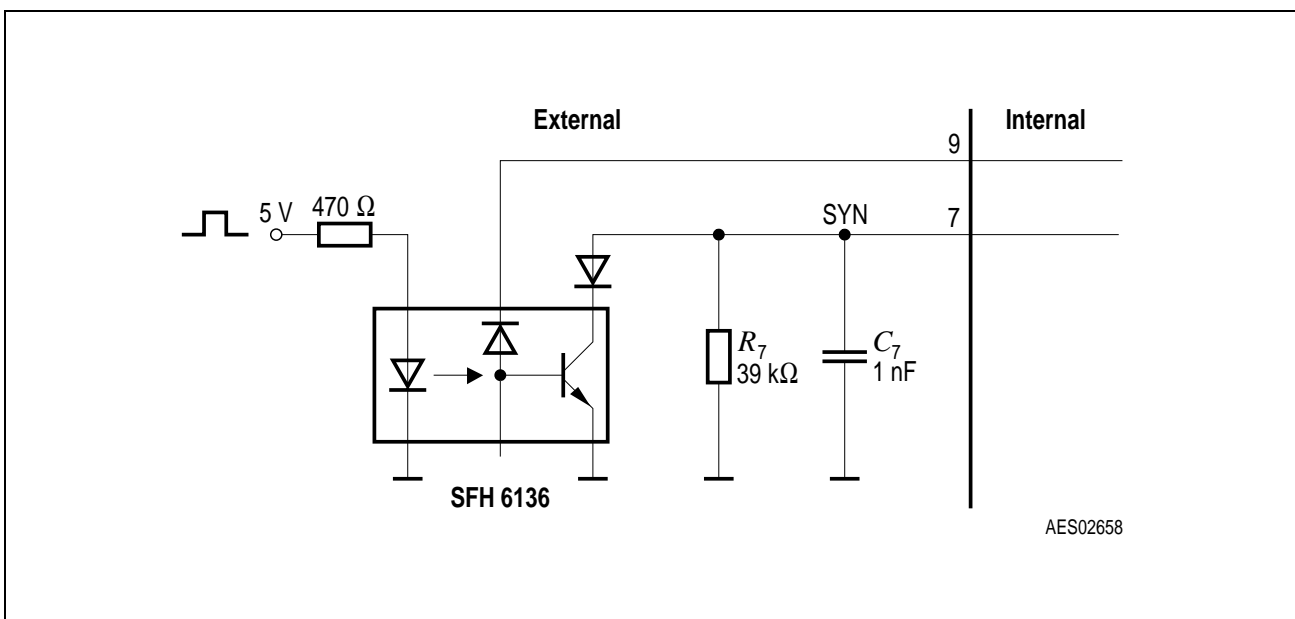 External
Internal
9
5 V
470 Ω
SYN
7
R7
39 kΩ
C7
1 nF
SFH 6136
AES02658